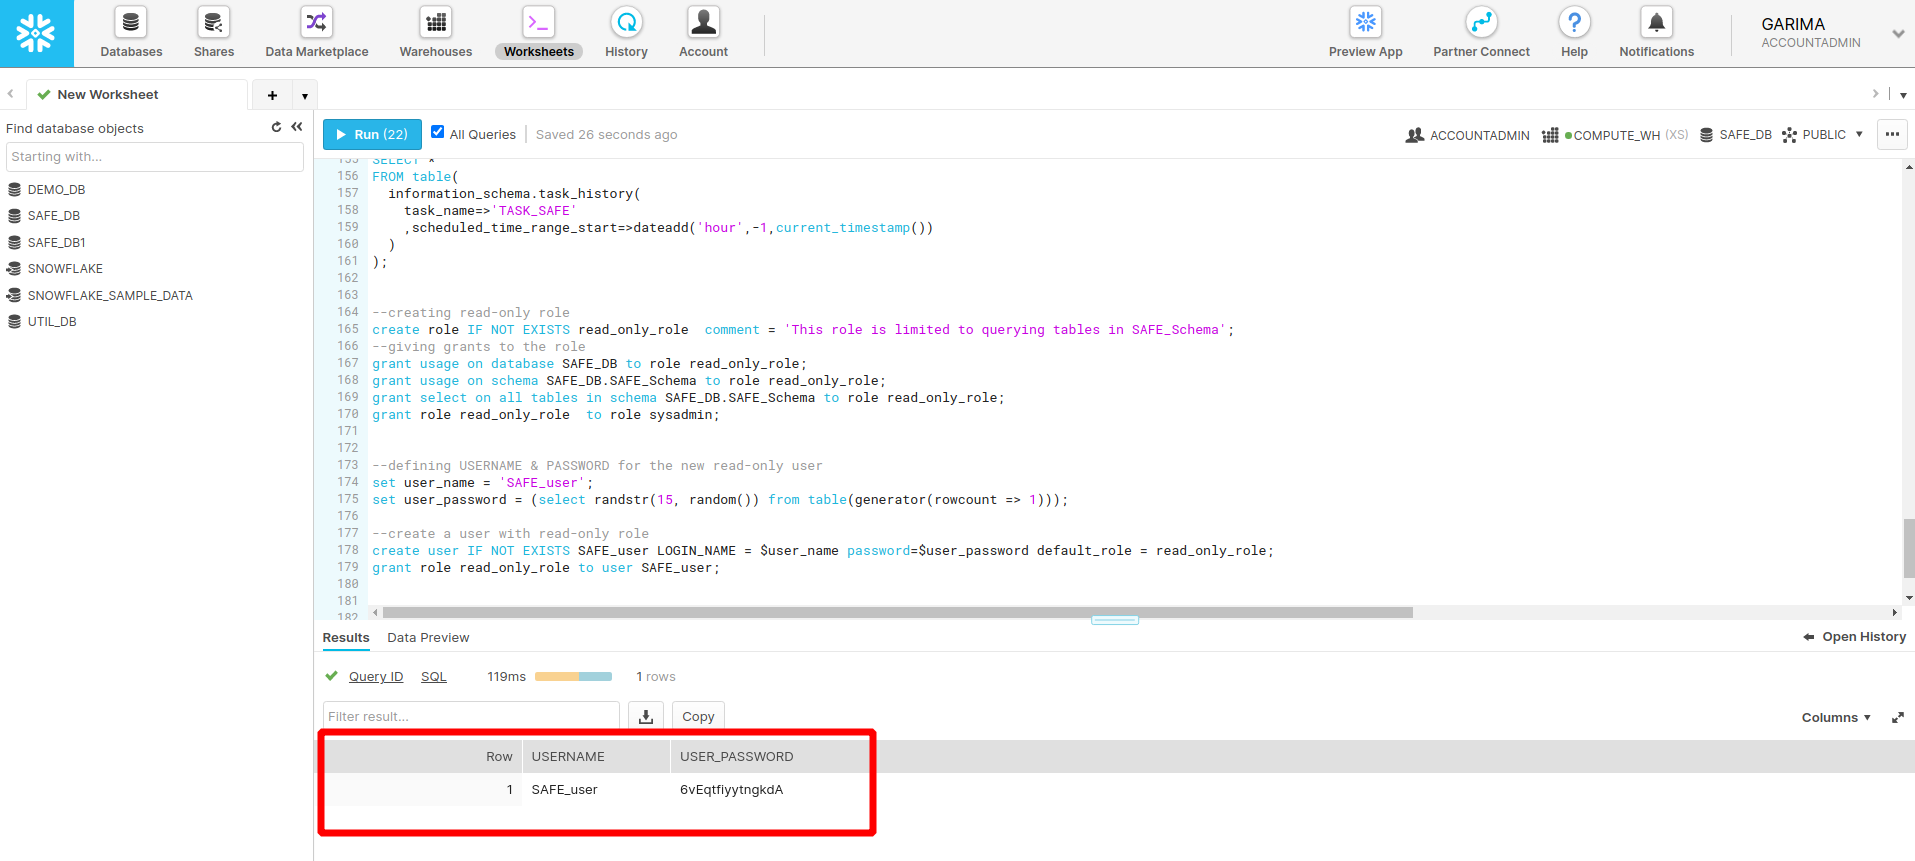 Databases
Shares
Data Marketplace
Warehouses
Worksheets
History
Account
Preview App
Partner Connect
Help
Notifications
GARIMA
ACCOUNTADMIN
New Worksheet
Find database objects
Starting with...
DEMO_DB
SAFE_DB
SAFE_DB1
SNOWFLAKE
SNOWFLAKE_SAMPLE_DATA
UTIL_DB
Run (22)
All Queries
Saved 26 seconds ago
ACCOUNTADMIN
COMPUTE_WH (XS)
SAFE_DB
PUBLIC
155 SELECT *
156 FROM table(
157 information_schema.task_history(
158 task_name=>'TASK_SAFE'
159 ,scheduled_time_range_start=>dateadd('hour',-1,current_timestamp())
160 )
161 );
162
163
164 --creating read-only role
165 create role IF NOT EXISTS read_only_role  comment = 'This role is limited to querying tables in SAFE_Schema';
166 --giving grants to the role
167 grant usage on database SAFE_DB to role read_only_role;
168 grant usage on schema SAFE_DB.SAFE_Schema to role read_only_role;
169 grant select on all tables in schema SAFE_DB.SAFE_Schema to role read_only_role;
170 grant role read_only_role  to role sysadmin;
171
172
173 --defining USERNAME & PASSWORD for the new read-only user
174 set user_name = 'SAFE_user';
175 set user_password = (select randstr(15, random()) from table(generator(rowcount => 1)));
176
177 --create a user with read-only role
178 create user IF NOT EXISTS SAFE_user LOGIN_NAME = $user_name password=$user_password default_role = read_only_role;
179 grant role read_only_role to user SAFE_user;
180
181
182
Results
Data Preview
Open History
Query ID
SQL
119ms
1 rows
Filter result...
Copy
Columns
Row USERNAME USER_PASSWORD
1 SAFE_user 6vEqtfiyytngkdA